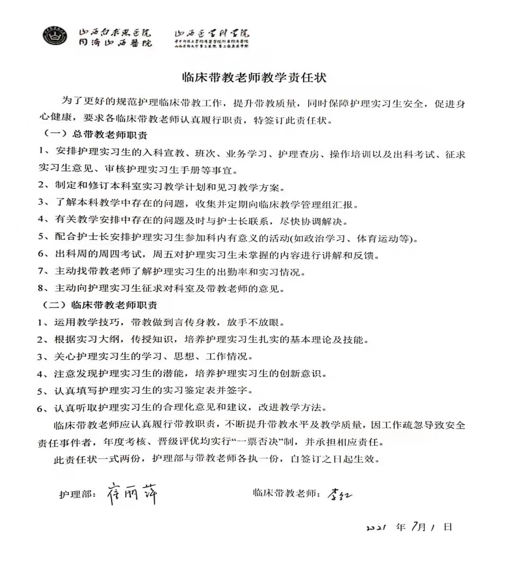 山西白求恩医院
同济山西医院
山西医学科学院
临床带教老师教学责任状
为了更好的规范护理临床带教工作，提升带教质量，同时保障护理实习生安全，促进身
心健康，要求各临床带教老师认真履行职责，特签订此责任状。
（一）总带教老师职责
1、安排护理实习生的入科宣教、班次、业务学习、护理查房、操作培训以及出科考试、征求
实习生意见、审核护理实习生手册等事宜。
2、制定和修订本科室实习教学计划和见习教学方案。
3、了解本科教学中存在的问题，收集并定期向临床教学管理组汇报。
4、有关教学安排中存在的问题及时与护士长联系，尽快协调解决。
5、配合护士长安排护理实习生参加科内有意义的活动(如政治学习、体育运动等)。
6、出科周的周四考试，周五对护理实习生未掌握的内容进行讲解和反馈。
7、主动找带教老师了解护理实习生的出勤率和实习情况。
8、主动向护理实习生征求对科室及带教老师的意见。
（二）临床带教老师职责
1、运用教学技巧，带教做到言传身教，放手不放眼。
2、根据实习大纲，传授知识，培养护理实习生扎实的基本理论及技能。
3、关心护理实习生的学习、思想、工作情况。
4、注意发现护理实习生的潜能，培养护理实习生的创新意识。
5、认真填写护理实习生的实习鉴定表并签字。
6、认真听取护理实习生的合理化意见和建议，改进教学方法。
临床带教老师应认真履行带教职责，不断提升带教水平及教学质量，因工作疏忽导致安全
责任事件者，年度考核、晋级评优均实行“一票否决”制，并承担相应责任。
此责任状一式两份，护理部与带教老师各执一份，自签订之日起生效。
护理部：崔丽萍 临床带教老师：李红
2021 年 7月 1 日